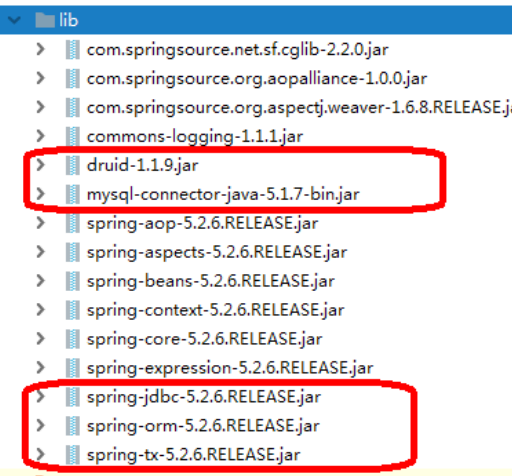 lib
com.springsource.net.sf.cglib-2.2.0.jar
com.springsource.org.aopalliance-1.0.0.jar
com.springsource.org.aspectj.weaver-1.6.8.RELEASE.ja
commons-logging-1.1.1.jar
druid-1.1.9.jar
mysql-connector-java-5.1.7-bin.jar
spring-aop-5.2.6.RELEASE.jar
spring-aspects-5.2.6.RELEASE.jar
spring-beans-5.2.6.RELEASE.jar
spring-context-5.2.6.RELEASE.jar
spring-core-5.2.6.RELEASE.jar
spring-expression-5.2.6.RELEASE.jar
spring-jdbc-5.2.6.RELEASE.jar
spring-orm-5.2.6.RELEASE.jar
spring-tx-5.2.6.RELEASE.jar